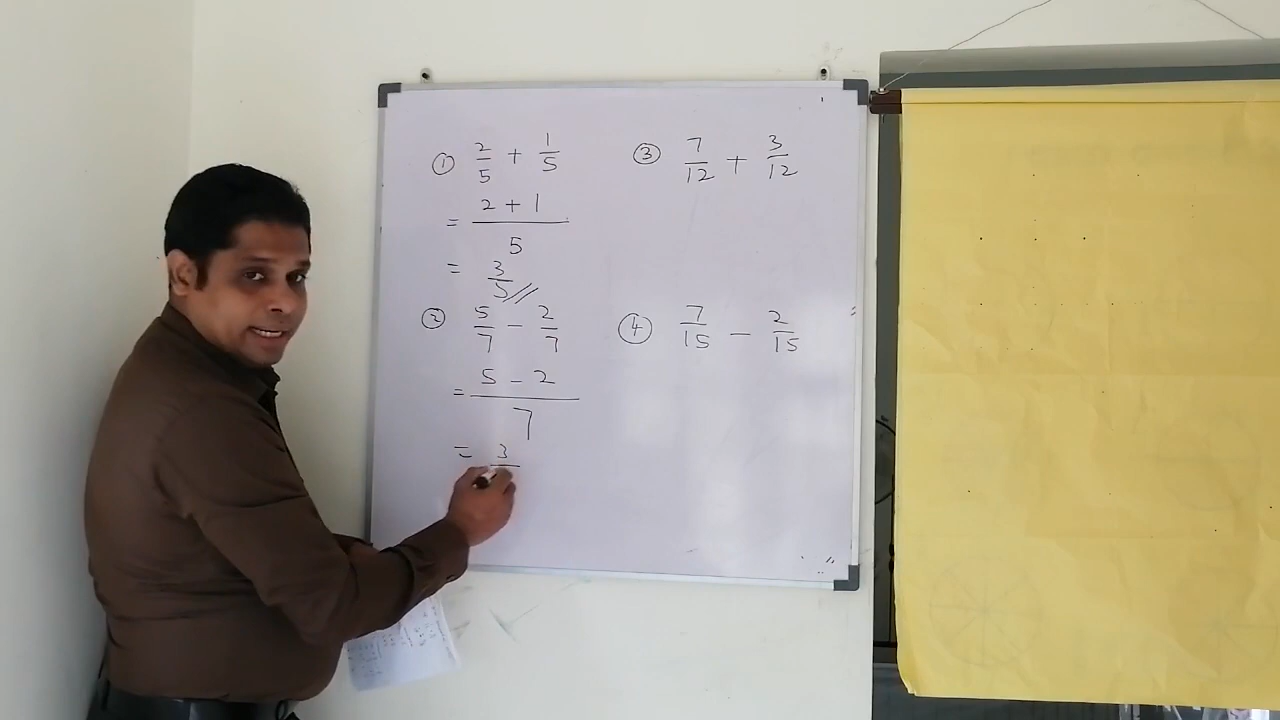 ① 2/5 + 1/5
= (2 + 1)/5
= 3/5 //
② 5/7 − 2/7
= (5 − 2)/7
= 3/
③ 7/12 + 3/12
④ 7/15 − 2/15